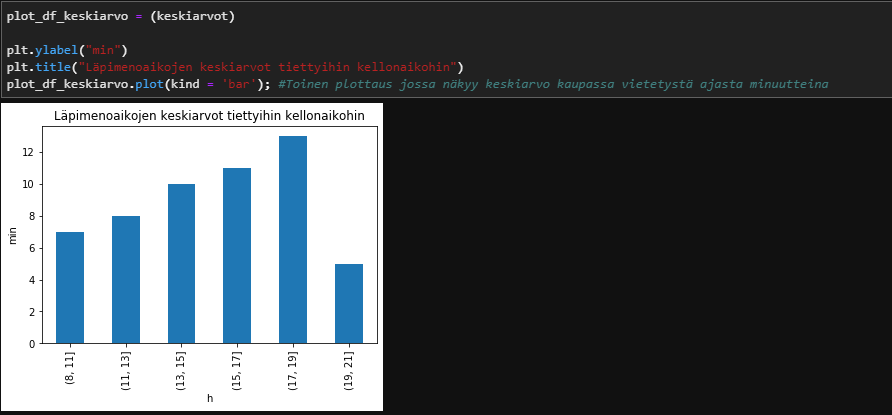 plot_df_keskiarvo = (keskiarvot)
plt.ylabel("min")
plt.title("Läpimenoaikojen keskiarvot tiettyihin kellonaikohin")
plot_df_keskiarvo.plot(kind = 'bar'); #Toinen plottaus jossa näkyy keskiarvo kaupassa vietetystä ajasta minuutteina
Läpimenoaikojen keskiarvot tiettyihin kellonaikohin
12
10
8
6
4
2
0
min
(8, 11]
(11, 13]
(13, 15]
(15, 17]
(17, 19]
(19, 21]
h